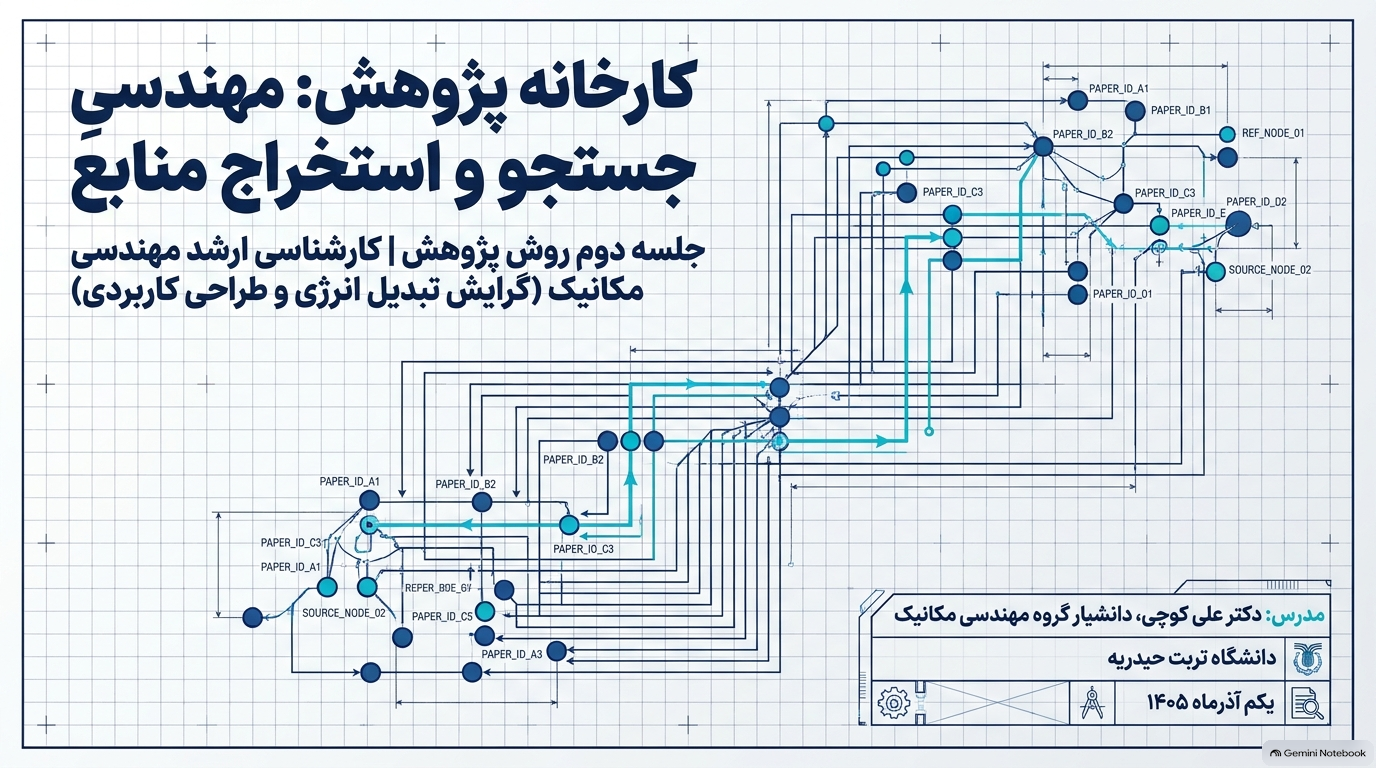 کارخانه پژوهش: مهندسیِ
جستجو و استخراج منابع
جلسه دوم روش پژوهش | کارشناسی ارشد مهندسی
مکانیک (گرایش تبدیل انرژی و طراحی کاربردی)
PAPER_ID_A1
PAPER_ID_B1
PAPER_ID_B2
REF_NODE_01
PAPER_ID_C3
PAPER_ID_C3
PAPER_ID_D2
PAPER_ID_E
SOURCE_NODE_02
PAPER_IO_01
PAPER_ID_B2
PAPER_ID_A1
PAPER_ID_B2
PAPER_ID_C3
PAPER_IO_C3
PAPER_ID_A1
SOURCE_NODE_02
PAPER_ID_C5
PAPER_ID_A3
مدرس: دکتر علی کوچی، دانشیار گروه مهندسی مکانیک
دانشگاه تربت حیدریه
یکم آذرماه ۱۴۰۵
Gemini Notebook